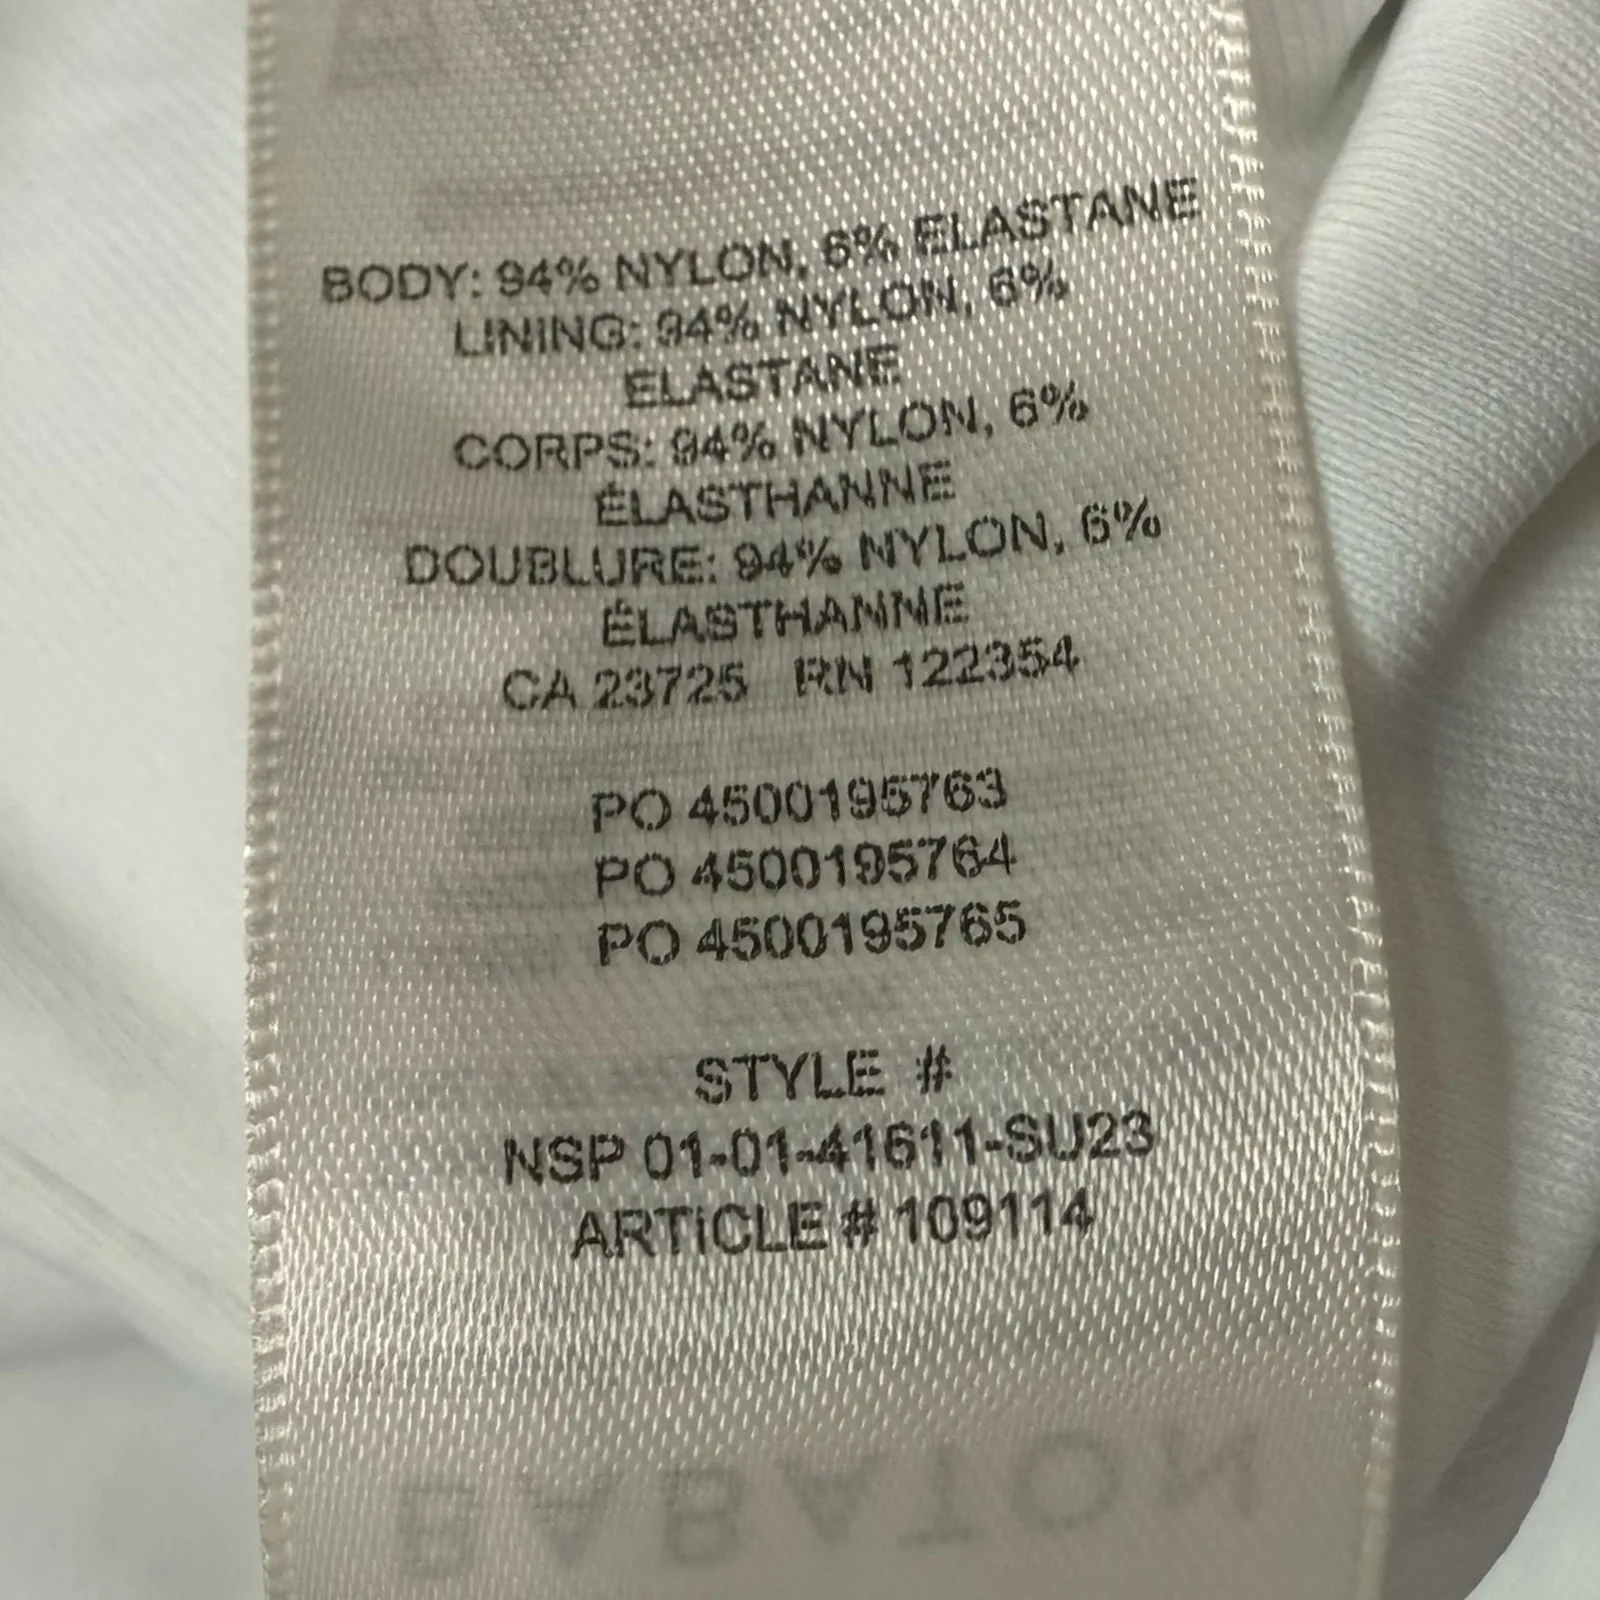 BODY: 94% NYLON, 6% ELASTANE
LINING: 94% NYLON, 6%
ELASTANE
CORPS: 94% NYLON, 6%
ÉLASTHANNE
DOUBLURE: 94% NYLON, 6%
ÉLASTHANNE
CA 23725 RN 122354
PO 4500195763
PO 4500195764
PO 4500195765
STYLE #
NSP 01-01-41611-SU23
ARTICLE # 109114
BABATON